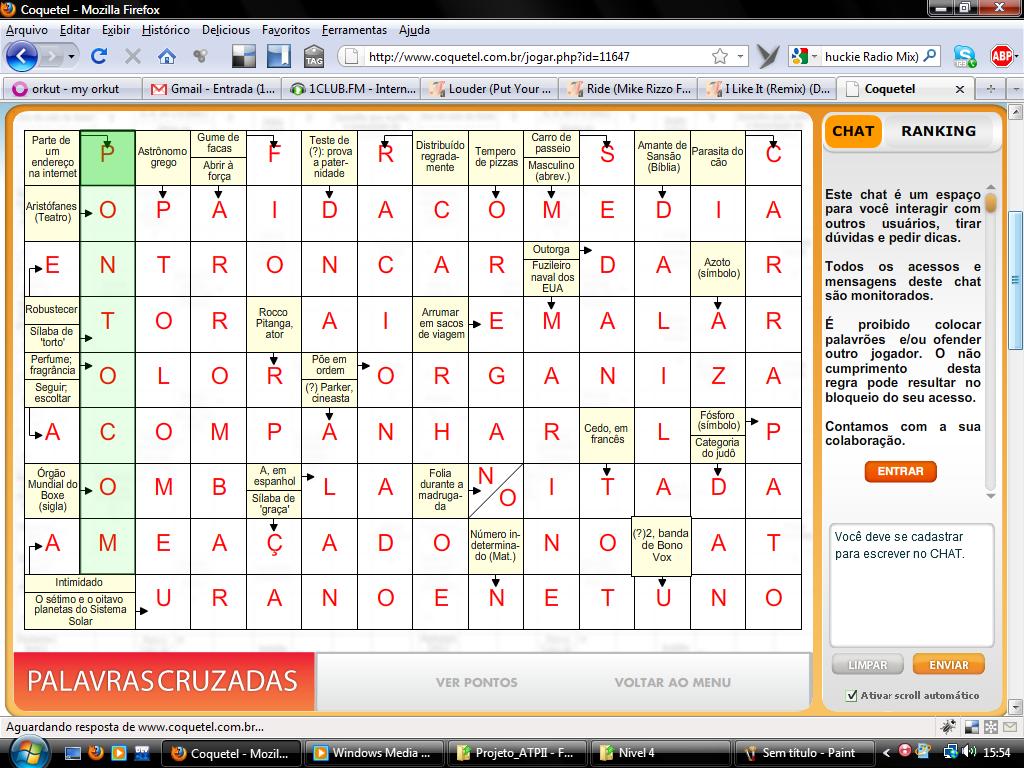 Coquetel - Mozilla Firefox
Arquivo Editar Exibir Histórico Delicious Favoritos Ferramentas Ajuda
TAG http://www.coquetel.com.br/jogar.php?id=11647 huckie Radio Mix) ABP
orkut - my orkut Gmail - Entrada (1... 1CLUB.FM - Intern... Louder (Put Your ... Ride (Mike Rizzo F... I Like It (Remix) (D... Coquetel
Parte de um endereço na internet P Astrônomo grego Gume de facas Abrir à força F Teste de (?): prova a paternidade R Distribuído regradamente Tempero de pizzas Carro de passeio Masculino (abrev.) S Amante de Sansão (Bíblia) Parasita do cão C
Aristófanes (Teatro) O P A I D A C O M E D I A
E N T R O N C A R Outorga Fuzileiro naval dos EUA D A Azoto (símbolo) R
Robustecer Sílaba de 'torto' T O R Rocco Pitanga, ator A I Arrumar em sacos de viagem E M A L A R
Perfume; fragrância Seguir; escoltar O L O R Põe em ordem (?) Parker, cineasta O R G A N I Z A
A C O M P A N H A R Cedo, em francês L Fósforo (símbolo) Categoria do judô P
Órgão Mundial do Boxe (sigla) O M B A, em espanhol Sílaba de 'graça' L A Folia durante a madrugada N O I T A D A
A M E A Ç A D O Número indeterminado (Mat.) N O (?)2, banda de Bono Vox A T
Intimidado O sétimo e o oitavo planetas do Sistema Solar U R A N O E N E T U N O
PALAVRAS CRUZADAS VER PONTOS VOLTAR AO MENU
CHAT RANKING
Este chat é um espaço
para você interagir com
outros usuários, tirar
dúvidas e pedir dicas.
Todos os acessos e
mensagens deste chat
são monitorados.
É proibido colocar
palavrões e/ou ofender
outro jogador. O não
cumprimento desta
regra pode resultar no
bloqueio do seu acesso.
Contamos com a sua
colaboração.
ENTRAR
Você deve se cadastrar
para escrever no CHAT.
LIMPAR ENVIAR
Ativar scroll automático
Aguardando resposta de www.coquetel.com.br...
Coquetel - Mozil... Windows Media ... Projeto_ATPII - F... Nivel 4 Sem título - Paint 15:54